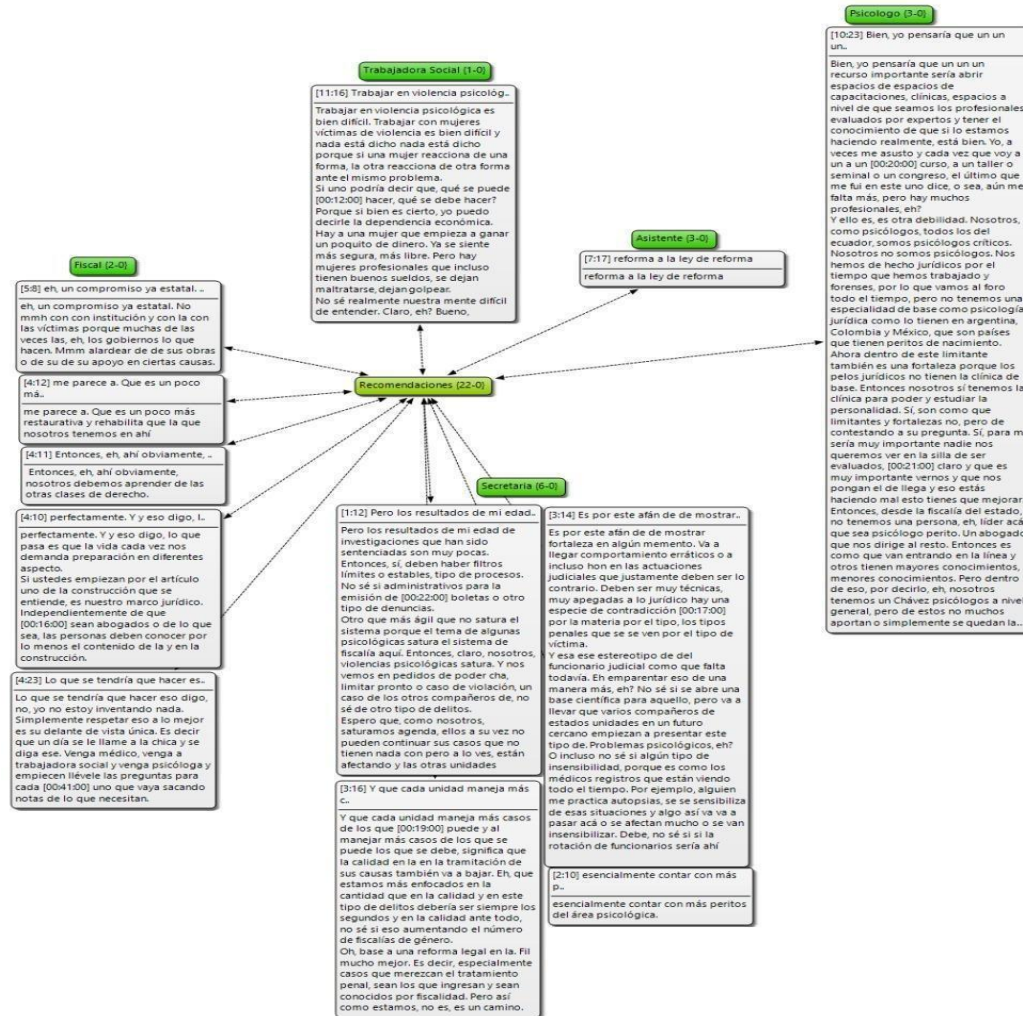 Psicologo {3-0}
[10:23] Bien, yo pensaría que un un
un..
Bien, yo pensaría que un un un
recurso importante sería abrir
espacios de espacios de
capacitaciones, clínicas, espacios a
nivel de que seamos los profesionales
evaluados por expertos y tener el
conocimiento de que si lo estamos
haciendo realmente, está bien. Yo, a
veces me asusto y cada vez que voy a
un a un [00:20:00] curso, a un taller o
seminal o un congreso, el último que
me fui en este uno dice, o sea, aún me
falta más, pero hay muchos
profesionales, eh?
Y ello es, es otra debilidad. Nosotros,
como psicólogos, todos los del
ecuador, somos psicólogos críticos.
Nosotros no somos psicólogos. Nos
hemos de hecho jurídicos por el
tiempo que hemos trabajado y
forenses, por lo que vamos al foro
todo el tiempo, pero no tenemos una
especialidad de base como psicología
jurídica como lo tienen en argentina,
Colombia y México, que son países
que tienen peritos de nacimiento.
Ahora dentro de este limitante
también es una fortaleza porque los
pelos jurídicos no tienen la clínica de
base. Entonces nosotros sí tenemos la
clínica para poder y estudiar la
personalidad. Sí, son como que
limitantes y fortalezas no, pero de
contestando a su pregunta. Sí, para m
sería muy importante nadie nos
queremos ver en la silla de ser
evaluados, [00:21:00] claro y que es
muy importante vernos y que nos
pongan el de llega y eso estás
haciendo mal esto tienes que mejorar
Entonces, desde la fiscalía del estado,
no tenemos una persona, eh, líder acá
que sea psicólogo perito. Un abogado
que nos dirige al resto. Entonces es
como que van entrando en la línea y
otros tienen mayores conocimientos,
menores conocimientos. Pero dentro
de eso, por decirlo, eh, nosotros
tenemos un Chávez psicólogos a nivel
general, pero de estos no muchos
aportan o simplemente se quedan la...
Trabajadora Social {1-0}
[11:16] Trabajar en violencia psicológ..
Trabajar en violencia psicológica es
bien difícil. Trabajar con mujeres
víctimas de violencia es bien difícil y
nada está dicho nada está dicho
porque si una mujer reacciona de una
forma, la otra reacciona de otra forma
ante el mismo problema.
Si uno podría decir que, qué se puede
[00:12:00] hacer, qué se debe hacer?
Porque si bien es cierto, yo puedo
decirle la dependencia económica.
Hay a una mujer que empieza a ganar
un poquito de dinero. Ya se siente
más segura, más libre. Pero hay
mujeres profesionales que incluso
tienen buenos sueldos, se dejan
maltratarse, dejan golpear.
No sé realmente nuestra mente difícil
de entender. Claro, eh? Bueno,
Asistente {3-0}
[7:17] reforma a la ley de reforma
reforma a la ley de reforma
Fiscal {2-0}
[5:8] eh, un compromiso ya estatal. ..
eh, un compromiso ya estatal. No
mmh con con institución y con la con
las víctimas porque muchas de las
veces las, eh, los gobiernos lo que
hacen. Mmm alardear de de sus obras
o de su de su apoyo en ciertas causas.
[4:12] me parece a. Que es un poco
má..
me parece a. Que es un poco más
restaurativa y rehabilita que la que
nosotros tenemos en ahí
[4:11] Entonces, eh, ahí obviamente, ..
Entonces, eh, ahí obviamente,
nosotros debemos aprender de las
otras clases de derecho.
[4:10] perfectamente. Y y eso digo, l..
perfectamente. Y y eso digo, lo que
pasa es que la vida cada vez nos
demanda preparación en diferentes
aspecto.
Si ustedes empiezan por el artículo
uno de la construcción que se
entiende, es nuestro marco jurídico.
Independientemente de que
[00:16:00] sean abogados o de lo que
sea, las personas deben conocer por
lo menos el contenido de la y en la
construcción.
[4:23] Lo que se tendría que hacer es..
Lo que se tendría que hacer eso digo,
no, yo no estoy inventando nada.
Simplemente respetar eso a lo mejor
es su delante de vista única. Es decir
que un día se le llame a la chica y se
diga ese. Venga médico, venga a
trabajadora social y venga psicóloga y
empiecen llévele las preguntas para
cada [00:41:00] uno que vaya sacando
notas de lo que necesitan.
Recomendaciones {22-0}
Secretaria {6-0}
[1:12] Pero los resultados de mi edad..
Pero los resultados de mi edad de
investigaciones que han sido
sentenciadas son muy pocas.
Entonces, sí, deben haber filtros
límites o estables, tipo de procesos.
No sé si administrativos para la
emisión de [00:22:00] boletas o otro
tipo de denuncias.
Otro que más ágil que no satura el
sistema porque el tema de algunas
psicológicas satura el sistema de
fiscalía aquí. Entonces, claro, nosotros,
violencias psicológicas satura. Y nos
vemos en pedidos de poder cha,
limitar pronto o caso de violación, un
caso de los otros compañeros de, no
sé de otro tipo de delitos.
Espero que, como nosotros,
saturamos agenda, ellos a su vez no
pueden continuar sus casos que no
tienen nada con pero a lo ves, están
afectando y las otras unidades
[3:16] Y que cada unidad maneja más
c..
Y que cada unidad maneja más casos
de los que [00:19:00] puede y al
manejar más casos de los que se
puede los que se debe, significa que
la calidad en la en la tramitación de
sus causas también va a bajar. Eh, que
estamos más enfocados en la
cantidad que en la calidad y en este
tipo de delitos debería ser siempre los
segundos y en la calidad ante todo,
no sé si eso aumentando el número
de fiscalías de género.
Oh, base a una reforma legal en la. Fil
mucho mejor. Es decir, especialmente
casos que merezcan el tratamiento
penal, sean los que ingresan y sean
conocidos por fiscalidad. Pero así
como estamos, no es, es un camino.
[3:14] Es por este afán de de mostrar..
Es por este afán de de mostrar
fortaleza en algún memento. Va a
llegar comportamiento erráticos o a
incluso hon en las actuaciones
judiciales que justamente deben ser lo
contrario. Deben ser muy técnicas,
muy apegadas a lo jurídico hay una
especie de contradicción [00:17:00]
por la materia por el tipo, los tipos
penales que se se ven por el tipo de
víctima.
Y esa ese estereotipo de del
funcionario judicial como que falta
todavía. Eh emparentar eso de una
manera más, eh? No sé si se abre una
base científica para aquello, pero va a
llevar que varios compañeros de
estados unidades en un futuro
cercano empiezan a presentar este
tipo de. Problemas psicológicos, eh?
O incluso no sé si algún tipo de
insensibilidad, porque es como los
médicos registros que están viendo
todo el tiempo. Por ejemplo, alguien
me practica autopsias, se se sensibiliza
de esas situaciones y algo así va va a
pasar acá o se afectan mucho o se van
insensibilizar. Debe, no sé si si la
rotación de funcionarios sería ahí
[2:10] esencialmente contar con más
p..
esencialmente contar con más peritos
del área psicológica.